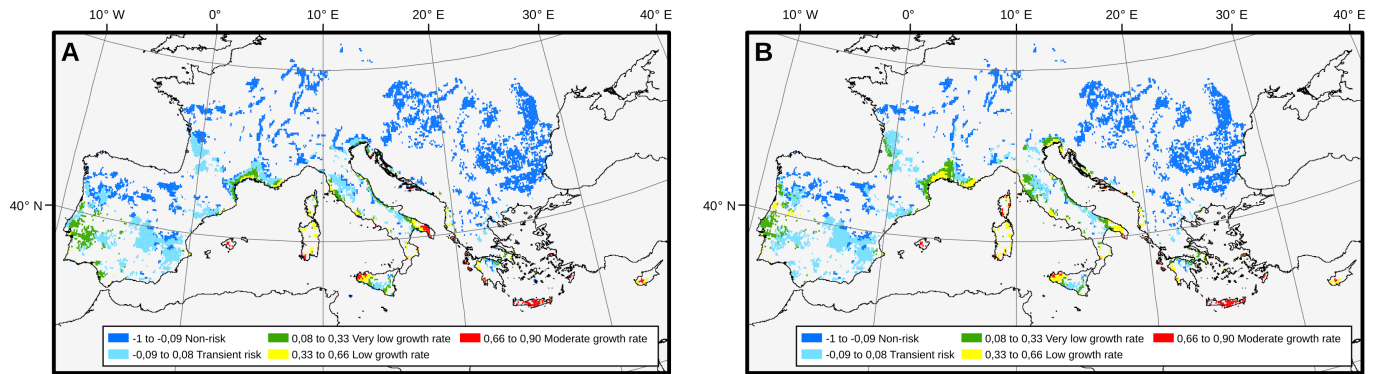 10° W 0° 10° E 20° E 30° E 40° E
A
40° N
-1 to -0,09 Non-risk 0,08 to 0,33 Very low growth rate 0,66 to 0,90 Moderate growth rate
-0,09 to 0,08 Transient risk 0,33 to 0,66 Low growth rate
10° W 0° 10° E 20° E 30° E 40° E
B
40° N
-1 to -0,09 Non-risk 0,08 to 0,33 Very low growth rate 0,66 to 0,90 Moderate growth rate
-0,09 to 0,08 Transient risk 0,33 to 0,66 Low growth rate